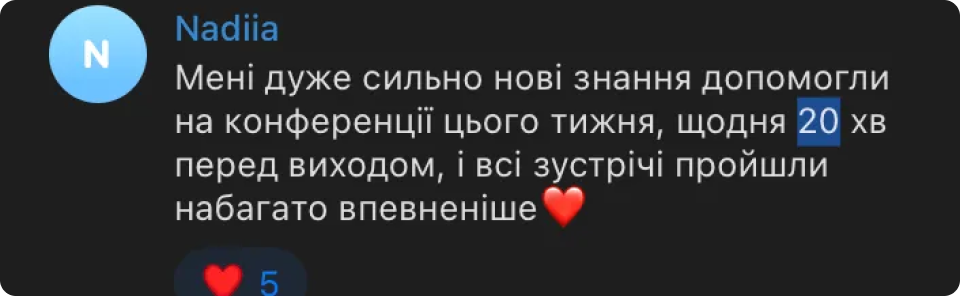 N
Nadiia
Мені дуже сильно нові знання допомогли
на конференції цього тижня, щодня 20 хв
перед виходом, і всі зустрічі пройшли
набагато впевненіше❤️
❤️ 5